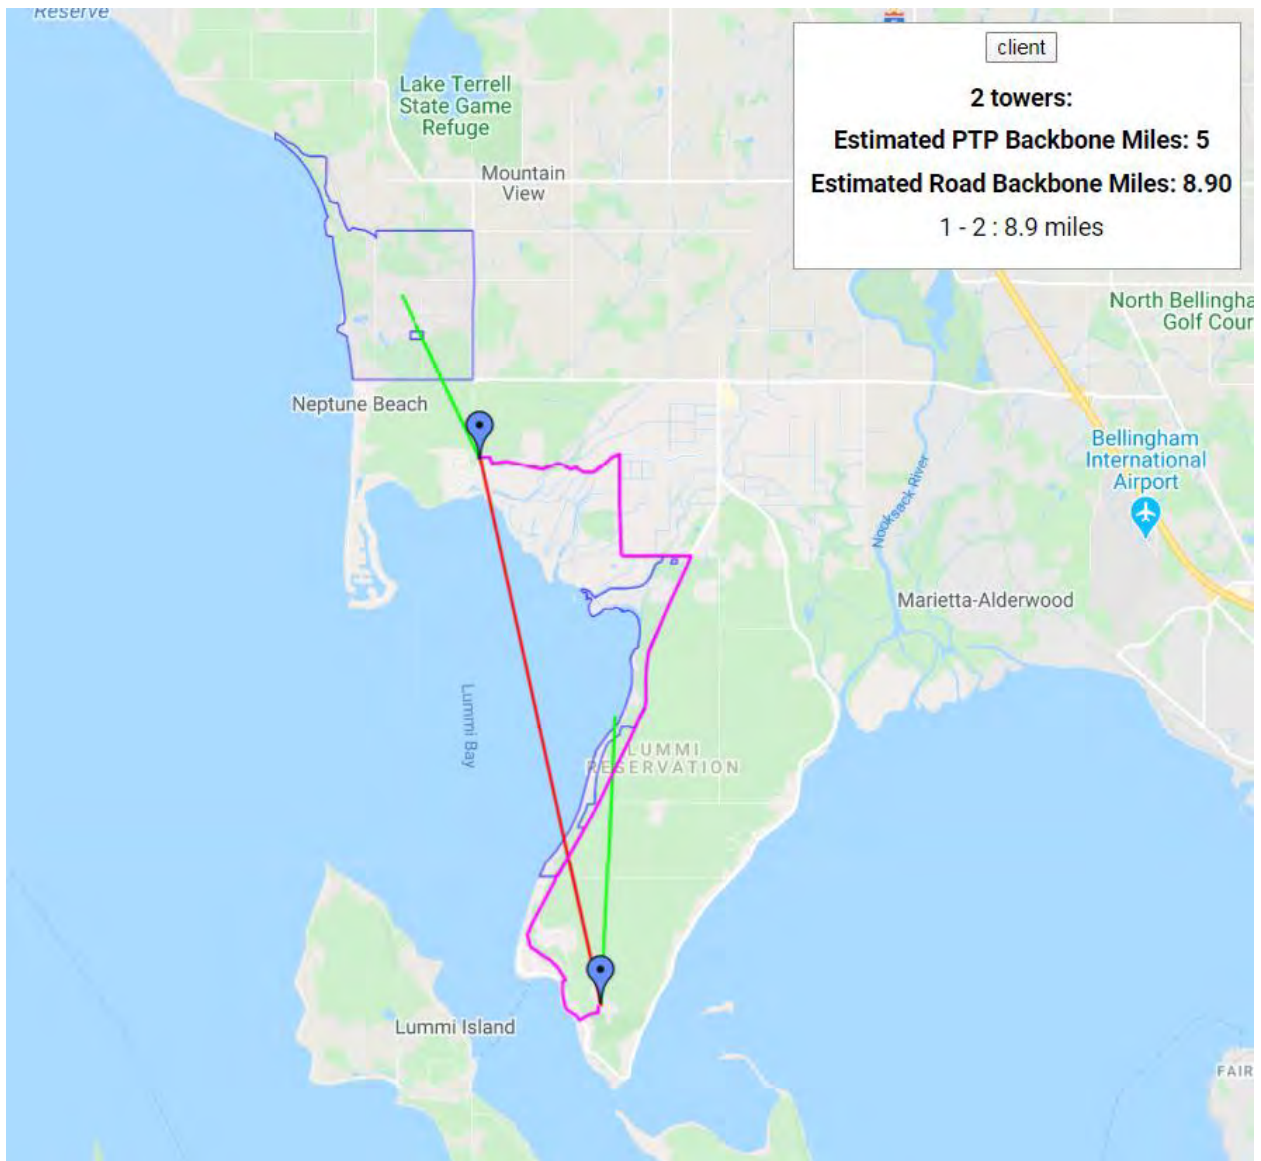 Reserve
client
2 towers:
Estimated PTP Backbone Miles: 5
Estimated Road Backbone Miles: 8.90
1 - 2 : 8.9 miles
Lake Terrell
State Game
Refuge
Mountain
View
North Bellingha
Golf Cour
Neptune Beach
Bellingham
International
Airport
Nooksack River
Marietta-Alderwood
Lummi Bay
LUMMI
RESERVATION
Lummi Island
FAIR